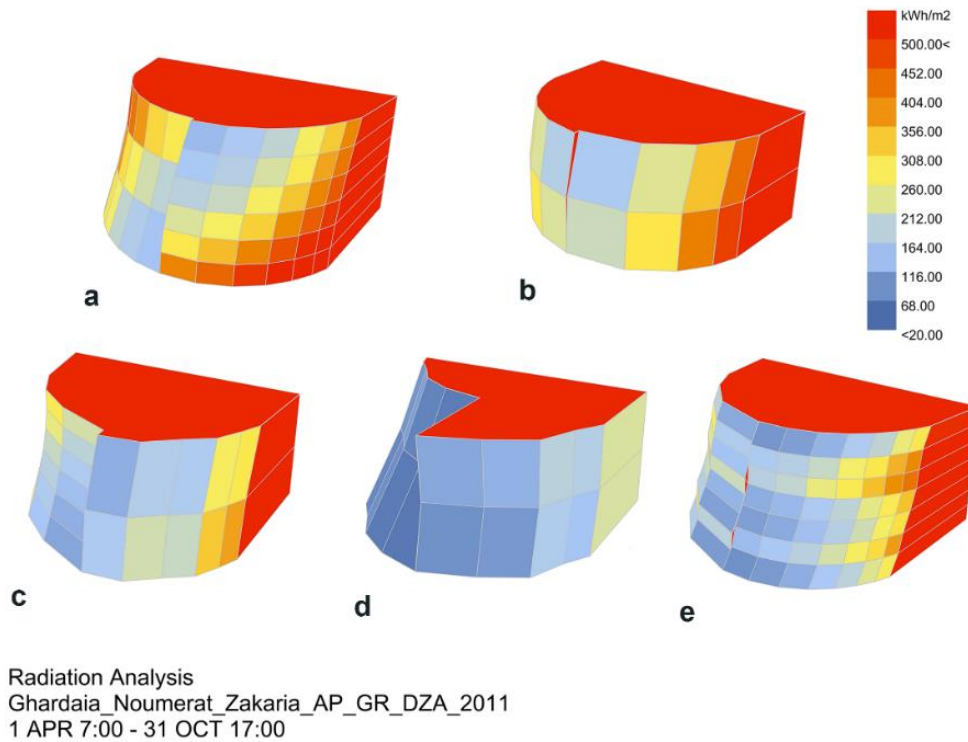 kWh/m2
500.00<
452.00
404.00
356.00
308.00
260.00
212.00
164.00
116.00
68.00
<20.00
a
b
c
d
e
Radiation Analysis
Ghardaia_Noumerat_Zakaria_AP_GR_DZA_2011
1 APR 7:00 - 31 OCT 17:00